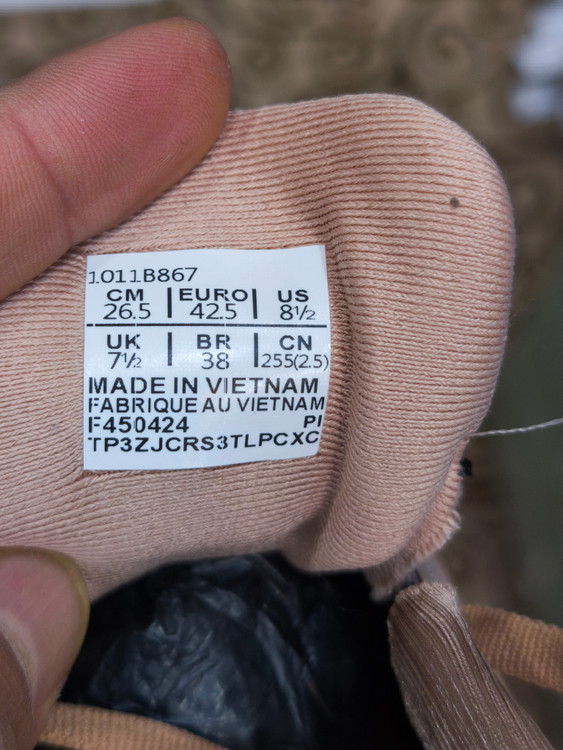 1011B867
CM | EURO | US
26.5 | 42.5 | 8½
UK | BR | CN
7½ | 38 | 255(2.5)
MADE IN VIETNAM
FABRIQUE AU VIETNAM
F450424 PI
TP3ZJCRS3TLPCXC